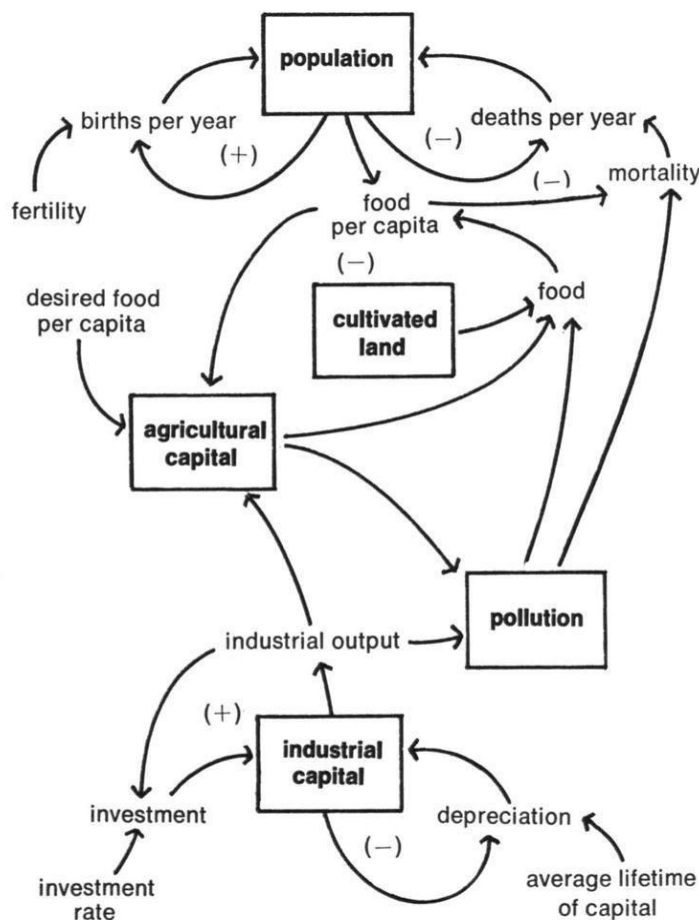 population
births per year
deaths per year
(+)
(−)
(−)
mortality
fertility
food
per capita
(−)
desired food
per capita
cultivated
land
food
agricultural
capital
pollution
industrial output
(+)
industrial
capital
investment
depreciation
(−)
investment
rate
average lifetime
of capital